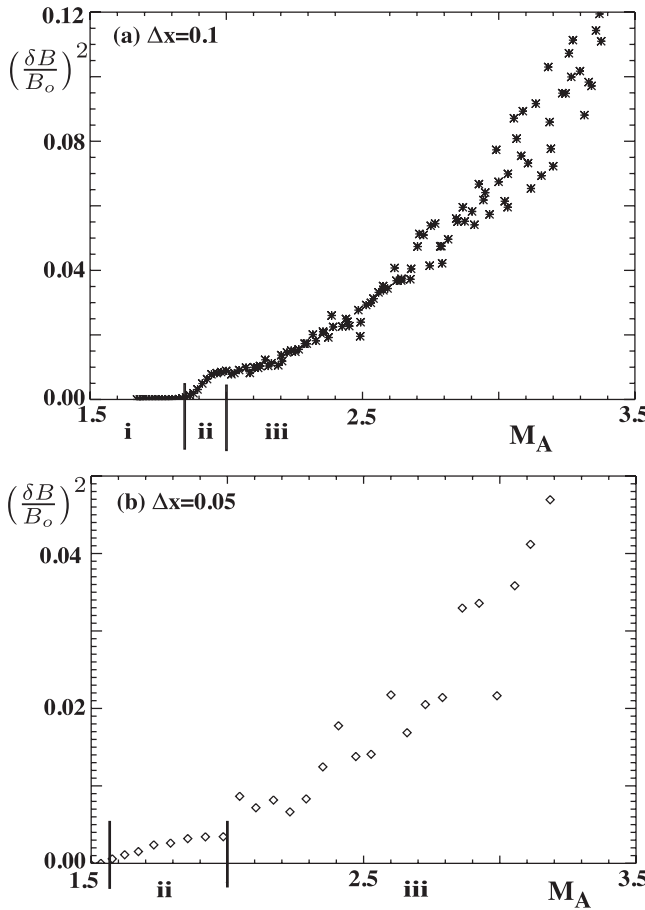 0.12
(a) Δx=0.1
(δB/B_o)^2
0.08
0.04
0.00
1.5 2.5 3.5
i ii iii M_A
(δB/B_o)^2
(b) Δx=0.05
0.04
0.02
0.00
1.5 2.5 3.5
ii iii M_A